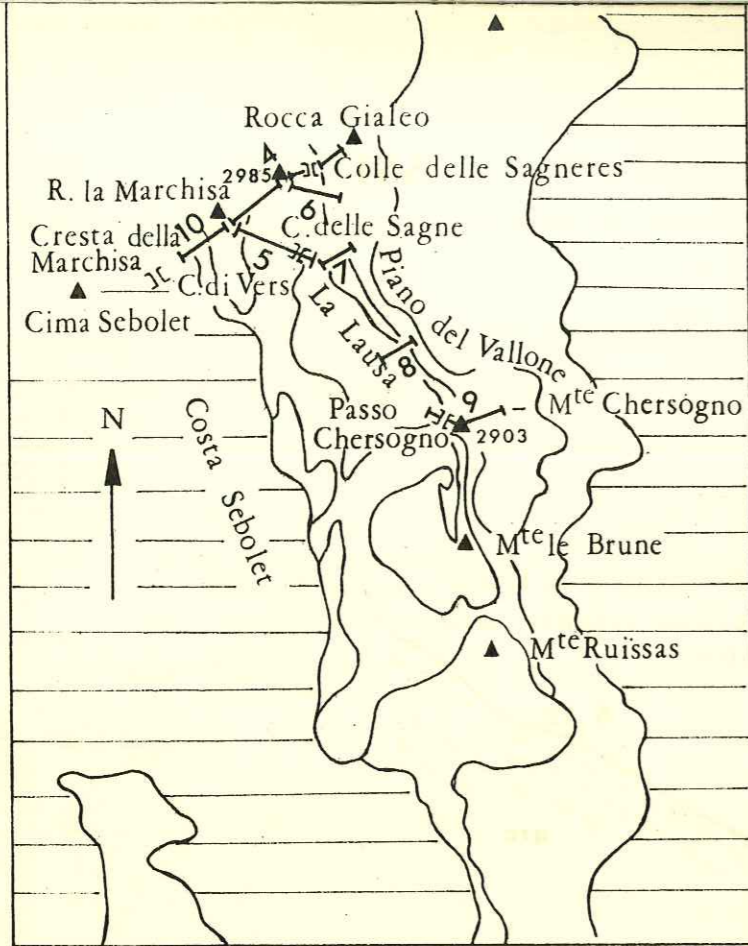 Rocca Gialeo
4
2985
Colle delle Sagneres
R. la Marchisa
6
C. delle Sagne
10
Cresta della
Marchisa
5
7
C. di Vers
Cima Sebolet
La Lausa
Piano del Vallone
8
9
Passo
Chersogno
Mte Chersogno
2903
N
Costa Sebolet
Mte le Brune
Mte Ruissas